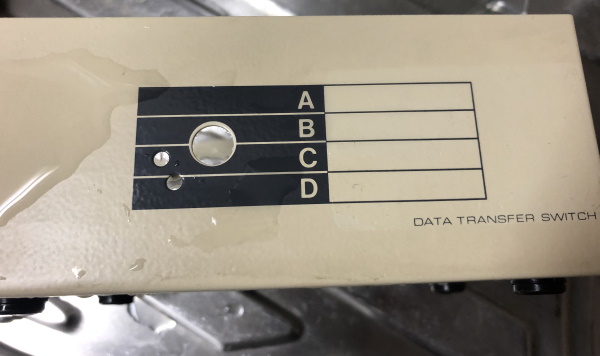 A
B
C
D
DATA TRANSFER SWITCH